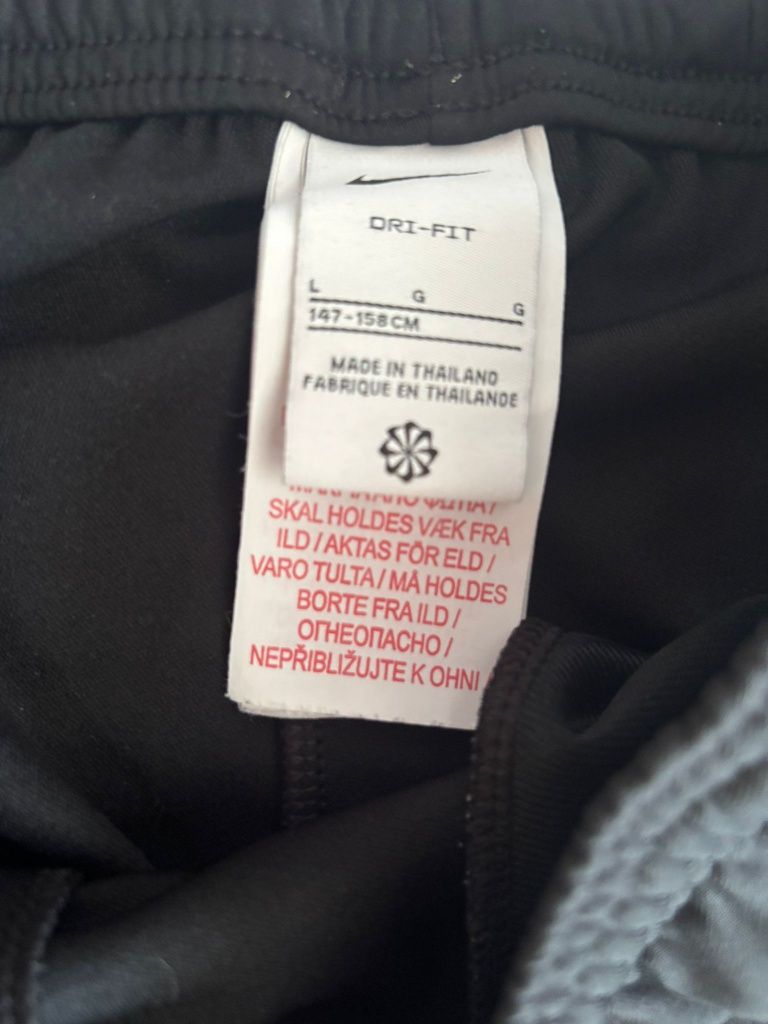 DRI-FIT
L G G
147-158CM
MADE IN THAILAND
FABRIQUE EN THAILANDE
SKAL HOLDES VÆK FRA
ILD / AKTAS FÖR ELD /
VARO TULTA / MÅ HOLDES
BORTE FRA ILD /
ОГНЕОПАСНО /
NEPŘIBLIŽUJTE K OHNI